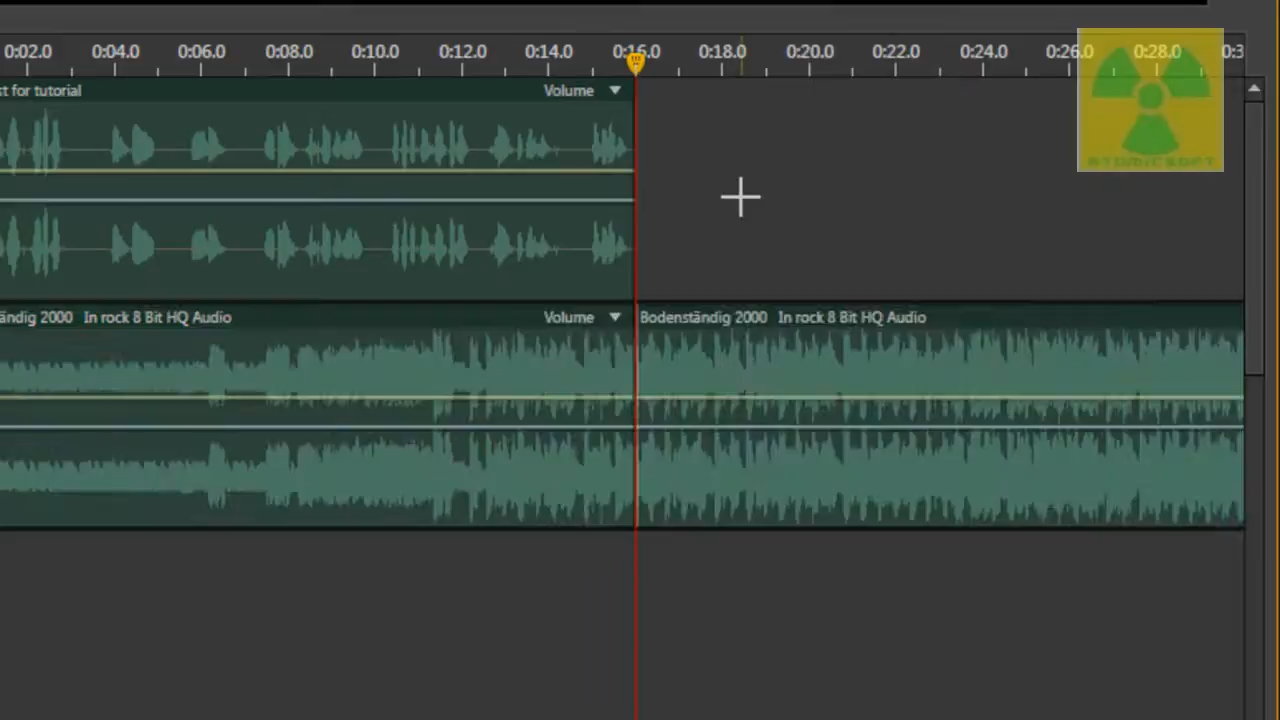 0:02.0 0:04.0 0:06.0 0:08.0 0:10.0 0:12.0 0:14.0 0:16.0 0:18.0 0:20.0 0:22.0 0:24.0 0:26.0 0:28.0 0:3
st for tutorial Volume
ATOMICSOFT
ändig 2000 In rock 8 Bit HQ Audio Volume Bodenständig 2000 In rock 8 Bit HQ Audio